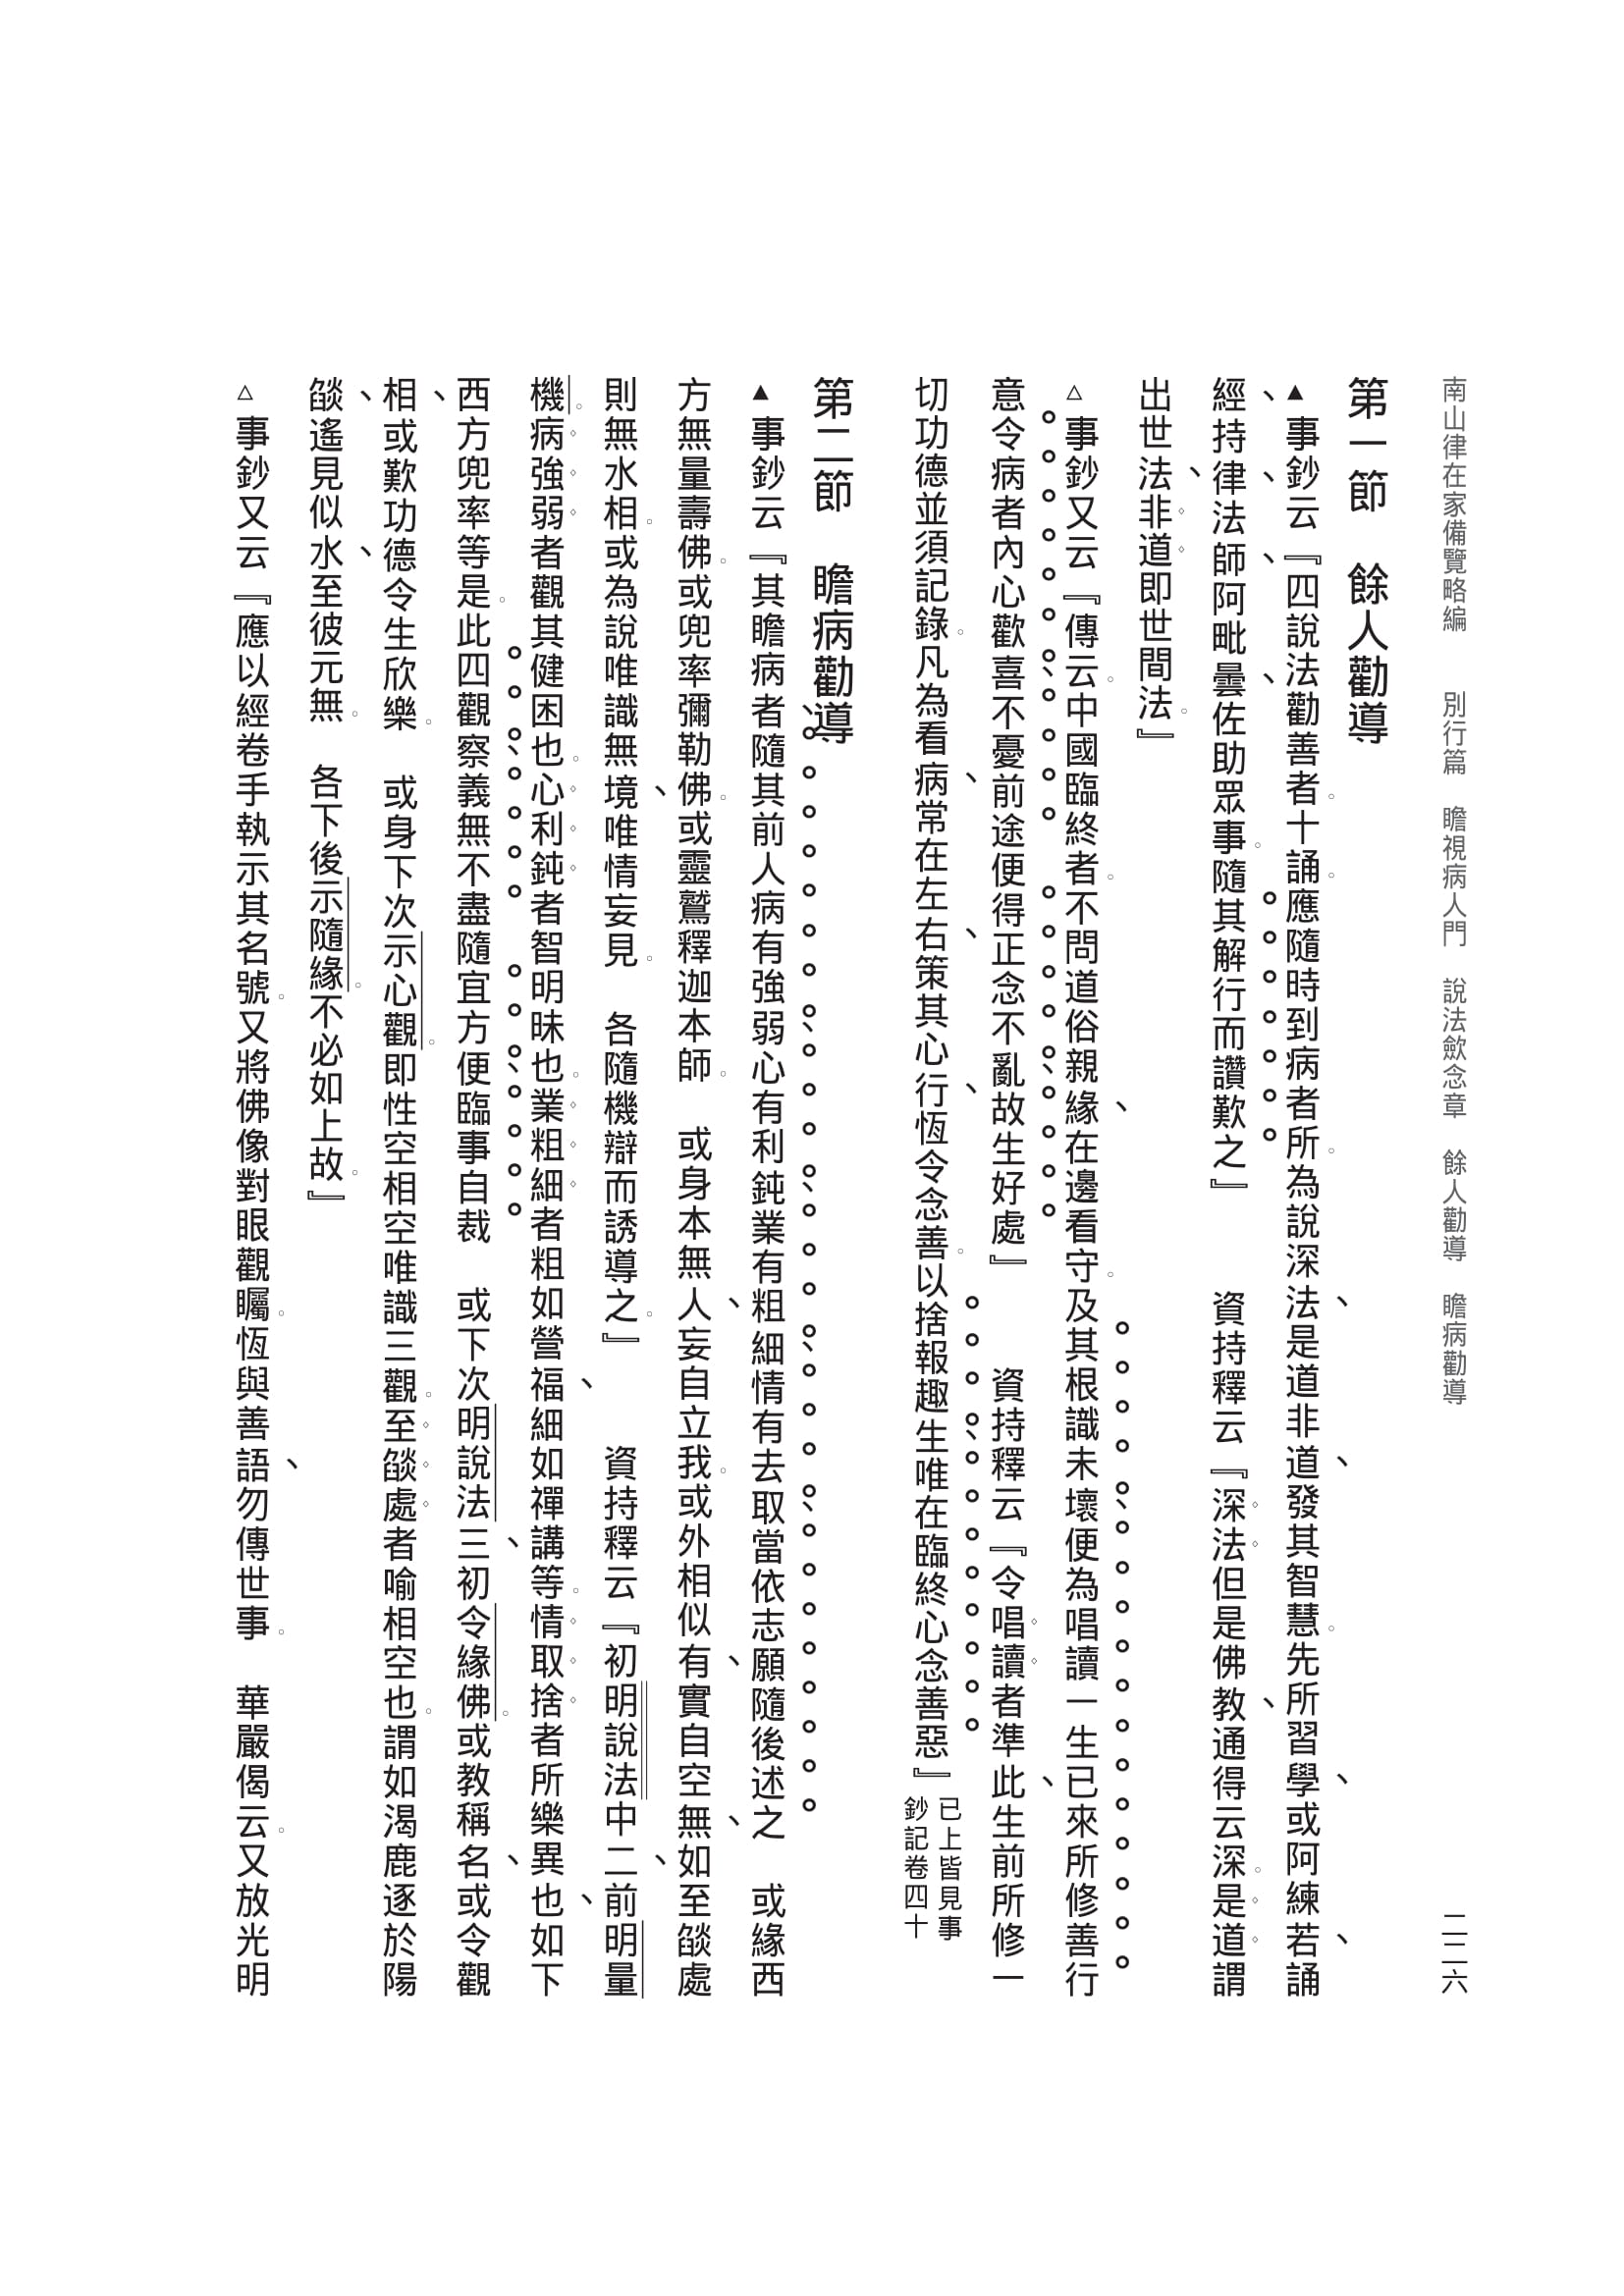 南山律在家備覽略編　別行篇　瞻視病人門　說法歛念章　餘人勸導　瞻病勸導
二二六
第一節　餘人勸導
▲事鈔云『四說法勸善者。十誦。應隨時到病者所。為說深法、是道非道、發其智慧。先所習學、或阿練若、誦
經、持律、法師、阿毗曇、佐助眾事。隨其解行而讚歎之』　資持釋云『深法但是佛教、通得云深。是道謂
出世法、非道即世間法。』
△事鈔又云『傳云。中國臨終者。不問道俗親緣、在邊看守。及其根識未壞、便為唱讀一生已來所修善行。
意令病者內心歡喜、不憂前途、便得正念不亂、故生好處』　資持釋云『令唱讀者準此、生前所修一
切功德並須記錄。凡為看病、常在左右、策其心行、恆令念善。以捨報趣生、唯在臨終心念善惡』已上皆見事
鈔記卷四十
第二節　瞻病勸導
▲事鈔云『其瞻病者、隨其前人病有強弱、心有利鈍、業有粗細、情有去取、當依志願隨後述之　或緣西
方無量壽佛。或兜率彌勒佛。或靈鷲釋迦本師。　或身本無人、妄自立我。或外相似有、實自空無、如至燄處
則無水相。或為說唯識無境、唯情妄見。　各隨機辯而誘導之。』　資持釋云『初明說法中二、前明量
機。病強弱者觀其健困也。心利鈍者智明昧也。業粗細者粗如營福、細如禪講等。情取捨者所樂異也、如下
西方兜率等是。此四觀察、義無不盡。隨宜方便、臨事自裁　或下次明說法三、初令緣佛。或教稱名、或令觀
相、或歎功德令生欣樂。　或身下次示心觀。即性空相空唯識三觀。至燄處者喻相空也。謂如渴鹿逐於陽
燄、遙見似水、至彼元無。　各下後示隨緣。不必如上故。』
△事鈔又云『應以經卷手執示其名號。又將佛像對眼觀矚。恆與善語、勿傳世事。　華嚴偈云。又放光明